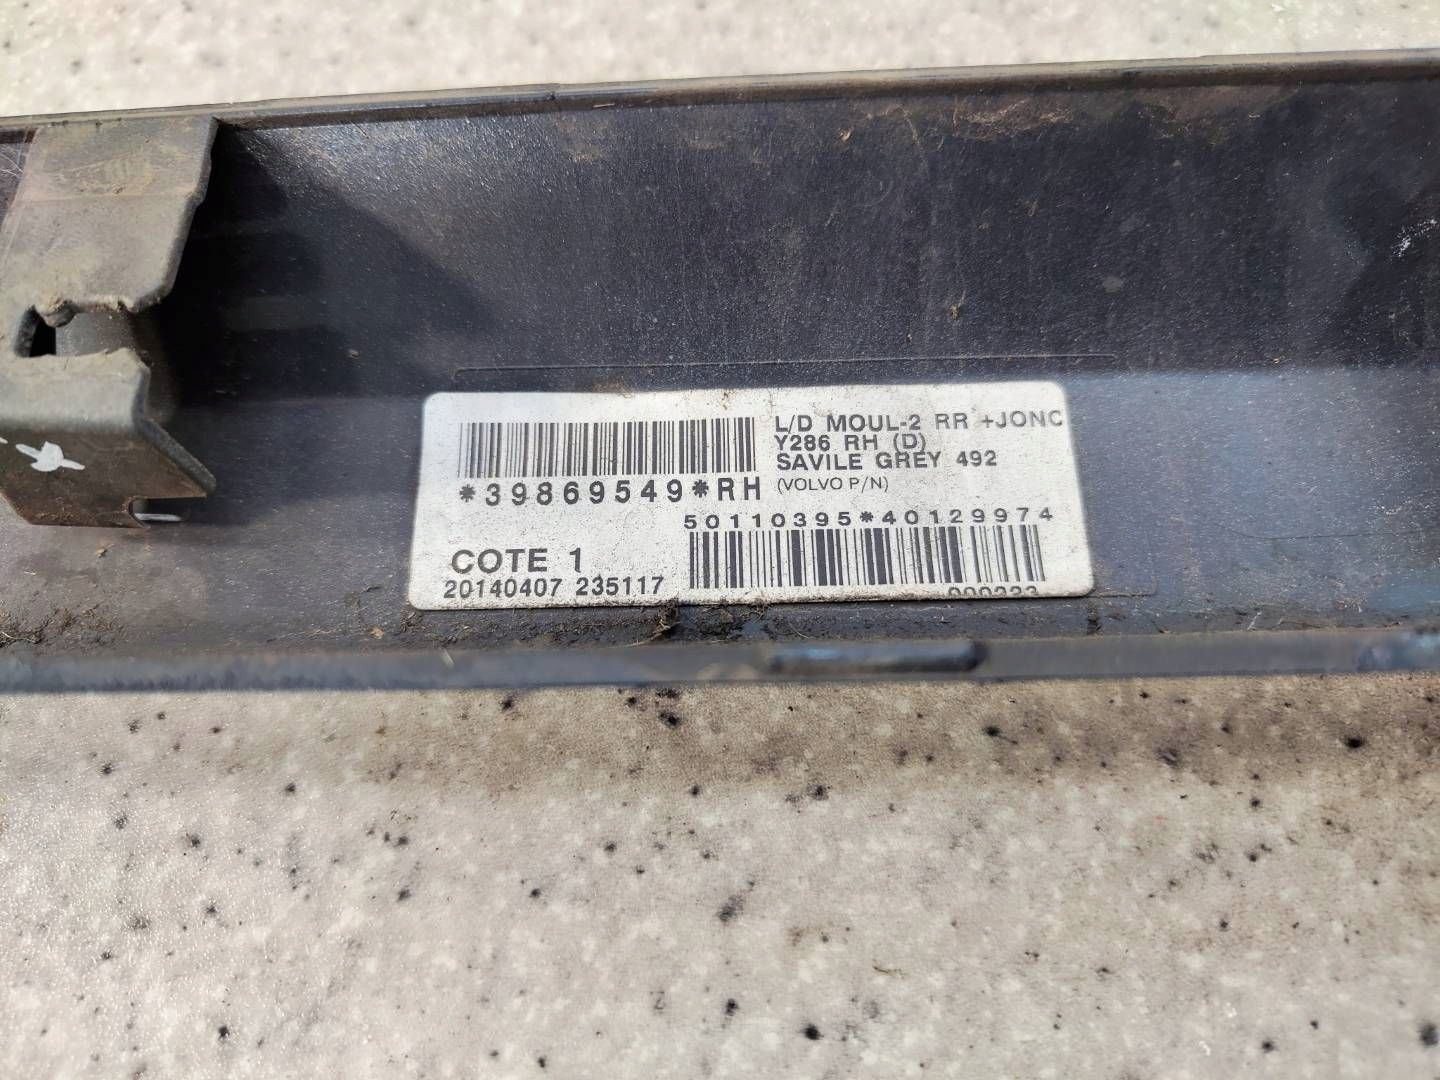 L/D MOUL-2 RR +JONC
Y286 RH (D)
SAVILE GREY 492
*39869549*RH (VOLVO P/N)
50110395*40129974
COTE 1
20140407 235117